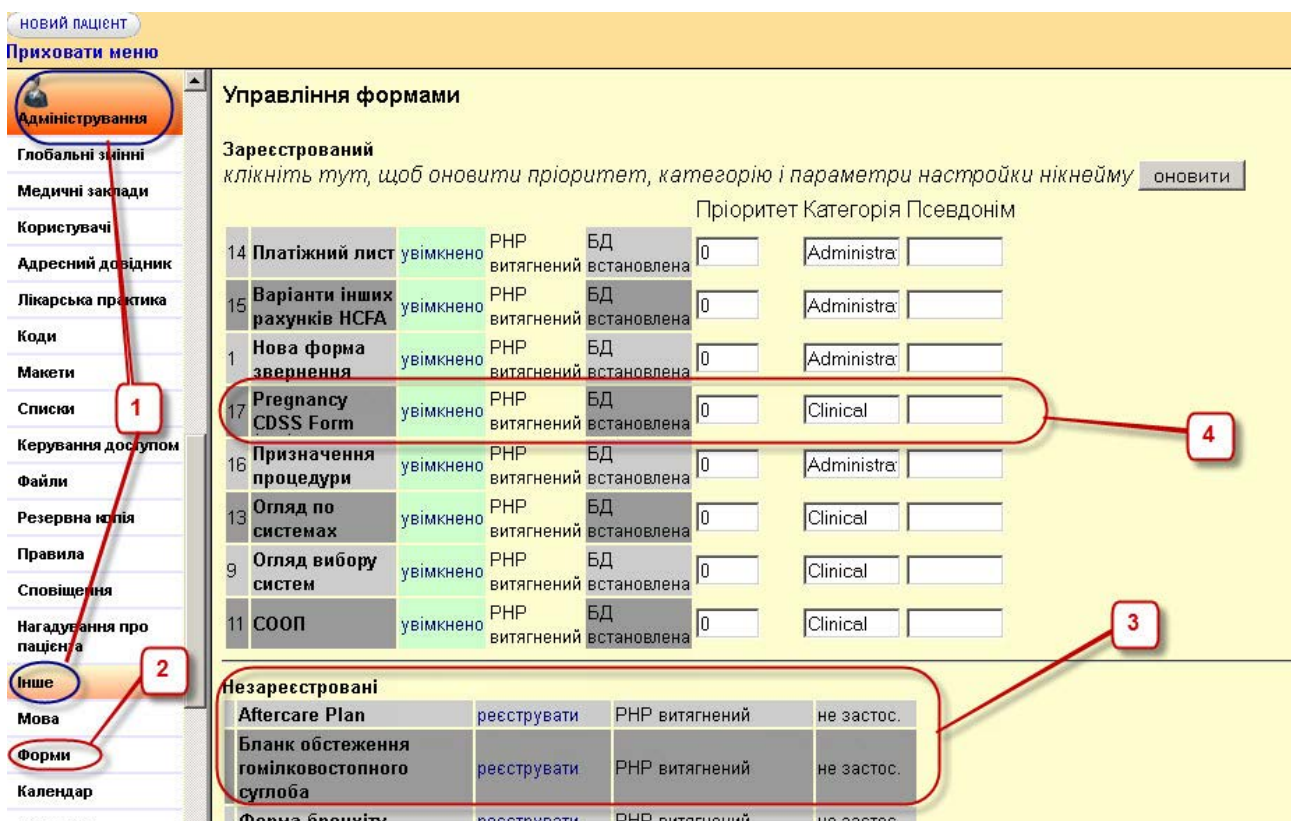 новий пацієнт
Приховати меню
Адміністрування
Глобальні змінні
Медичні заклади
Користувачі
Адресний довідник
Лікарська практика
Коди
Макети
Списки
Керування доступом
Файли
Резервна копія
Правила
Сповіщення
Нагадування про
пацієнта
Інше
Мова
Форми
Календар
1
2
Управління формами
Зареєстрований
клікніть тут, щоб оновити пріоритет, категорію і параметри настройки нікнейму оновити
Пріоритет Категорія Псевдонім
14 Платіжний лист увімкнено PHP витягнений БД встановлена 0 Administra
15 Варіанти інших рахунків HCFA увімкнено PHP витягнений БД встановлена 0 Administra
1 Нова форма звернення увімкнено PHP витягнений БД встановлена 0 Administra
17 Pregnancy CDSS Form увімкнено PHP витягнений БД встановлена 0 Clinical
16 Призначення процедури увімкнено PHP витягнений БД встановлена 0 Administra
13 Огляд по системах увімкнено PHP витягнений БД встановлена 0 Clinical
9 Огляд вибору систем увімкнено PHP витягнений БД встановлена 0 Clinical
11 СООП увімкнено PHP витягнений БД встановлена 0 Clinical
4
3
Незареєстровані
Aftercare Plan реєструвати PHP витягнений не застос.
Бланк обстеження гомілковостопного суглоба реєструвати PHP витягнений не застос.
Форма бронхіту реєструвати PHP витягнений не застос.